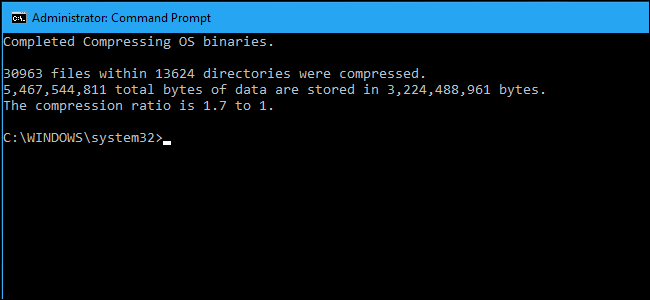 Administrator: Command Prompt
Completed Compressing OS binaries.
30963 files within 13624 directories were compressed.
5,467,544,811 total bytes of data are stored in 3,224,488,961 bytes.
The compression ratio is 1.7 to 1.
C:\WINDOWS\system32>